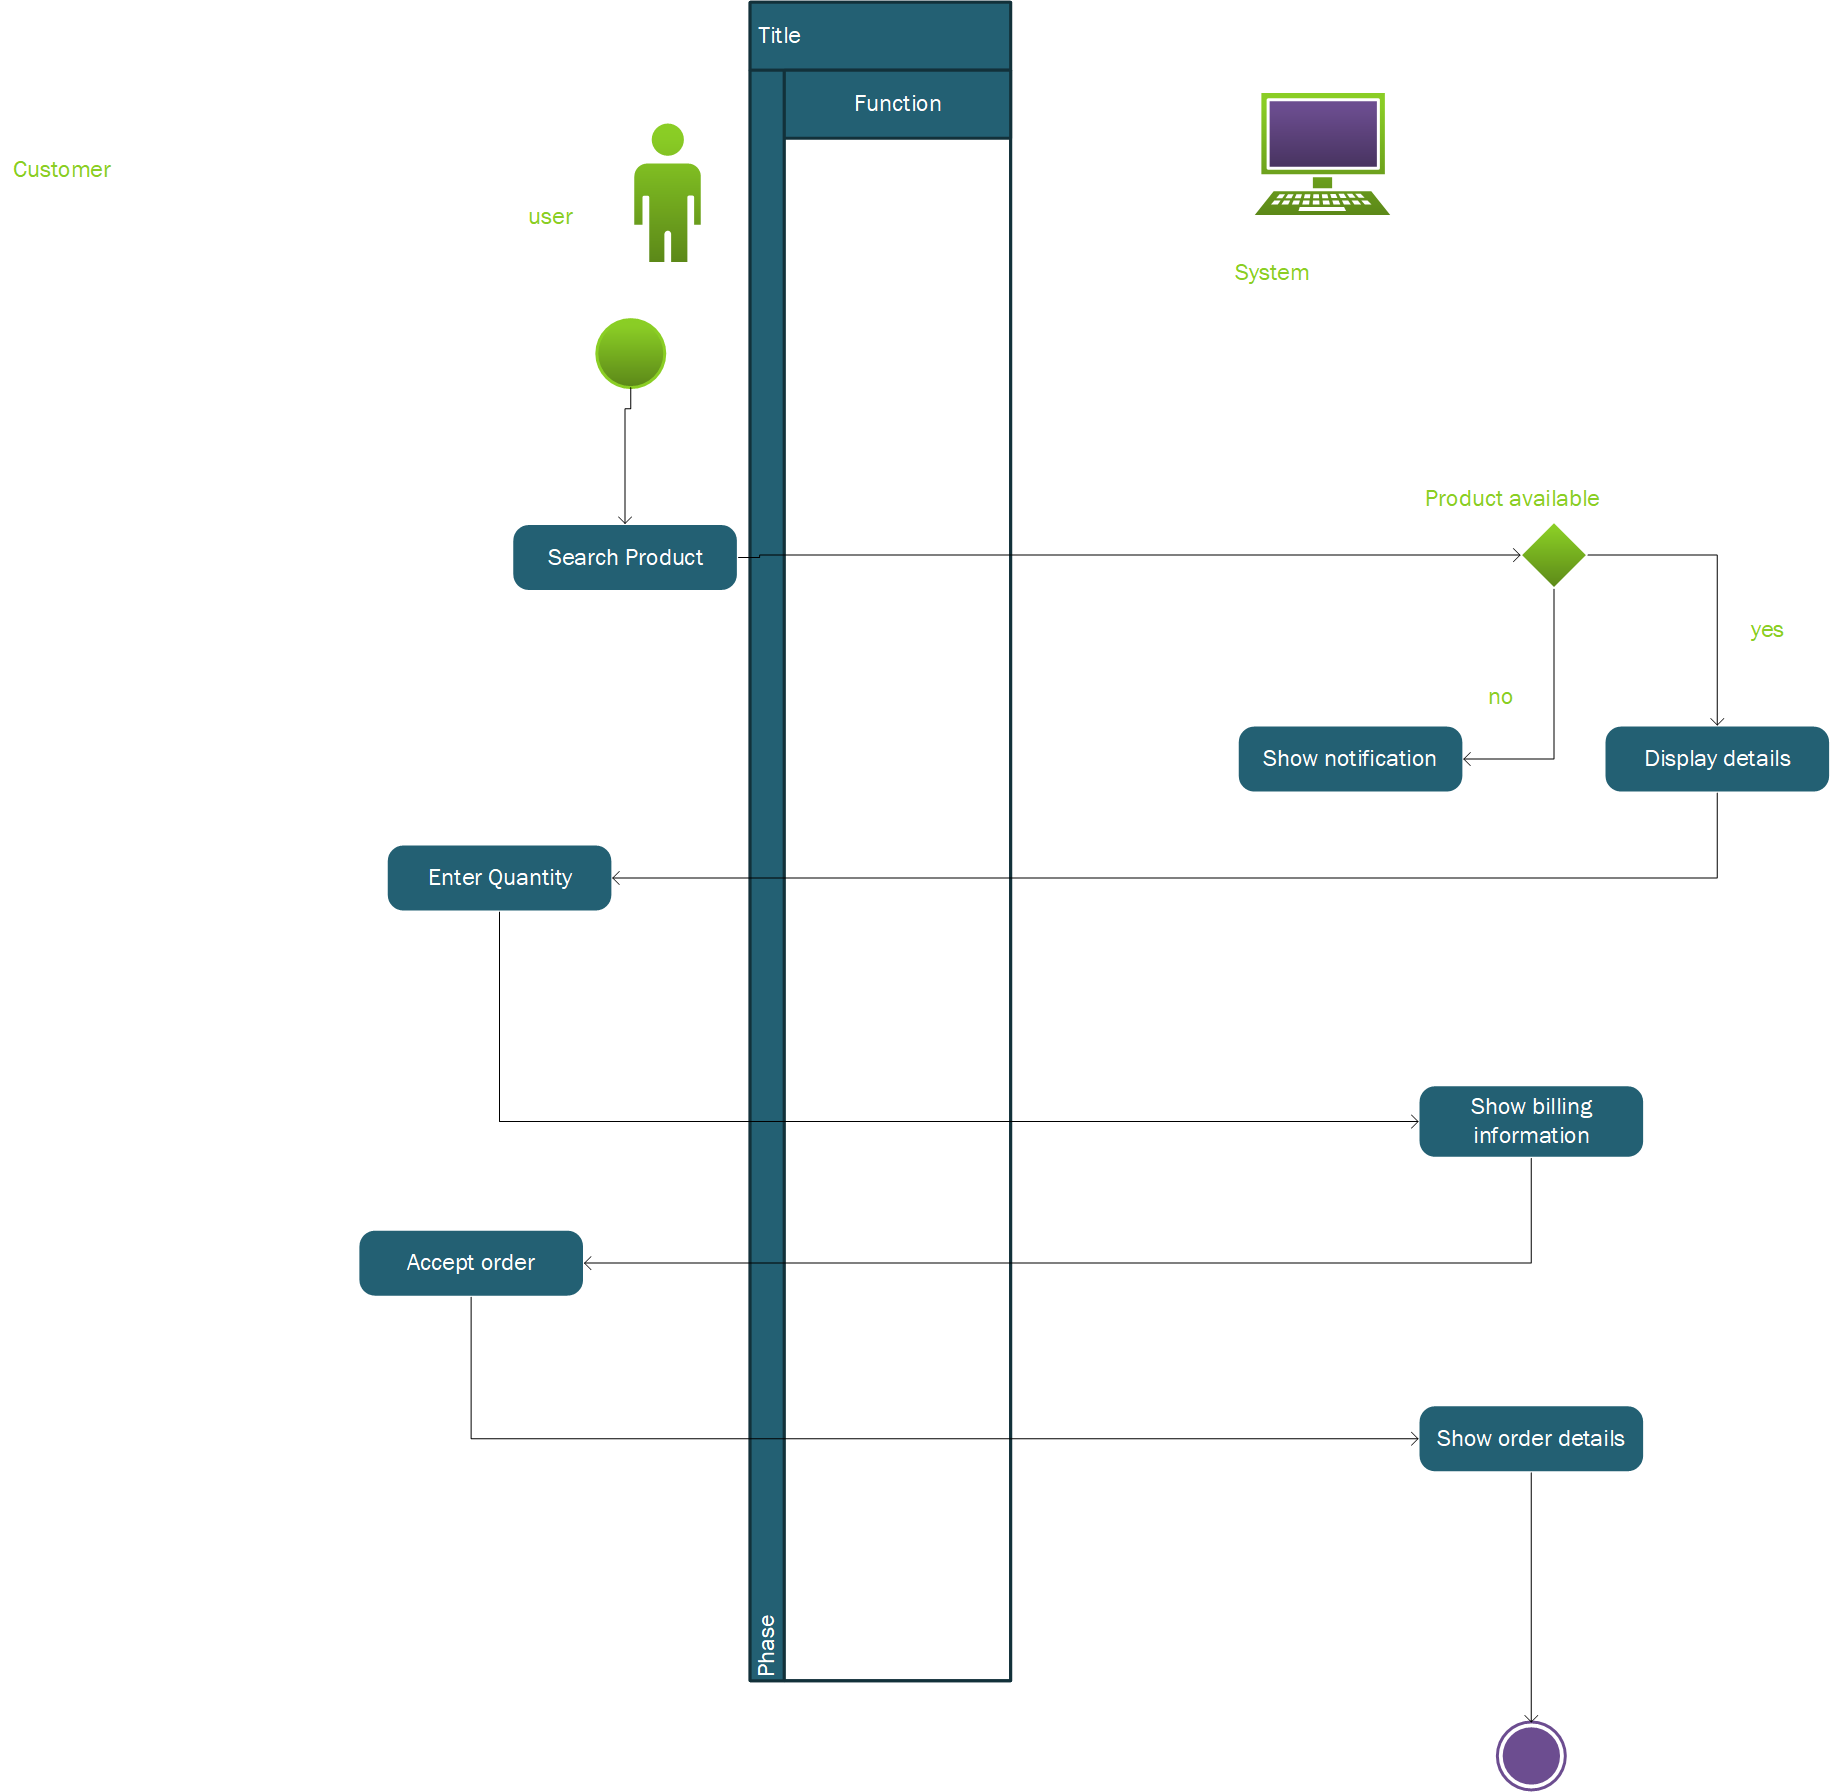 Title
Function
Customer
user
System
Product available
Search Product
yes
no
Show notification
Display details
Enter Quantity
Show billing
information
Accept order
Show order details
Phase